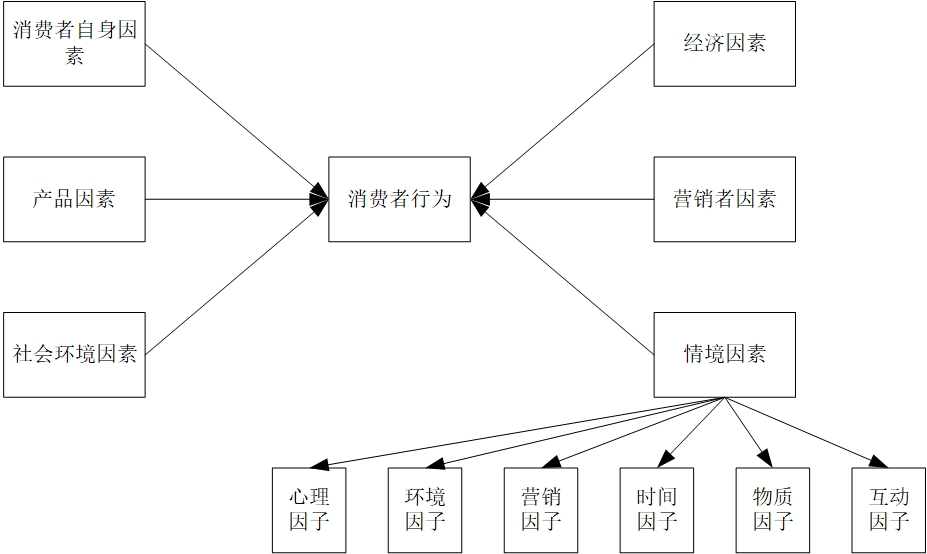 消费者自身因
素
经济因素
产品因素
消费者行为
营销者因素
社会环境因素
情境因素
心理
因子
环境
因子
营销
因子
时间
因子
物质
因子
互动
因子